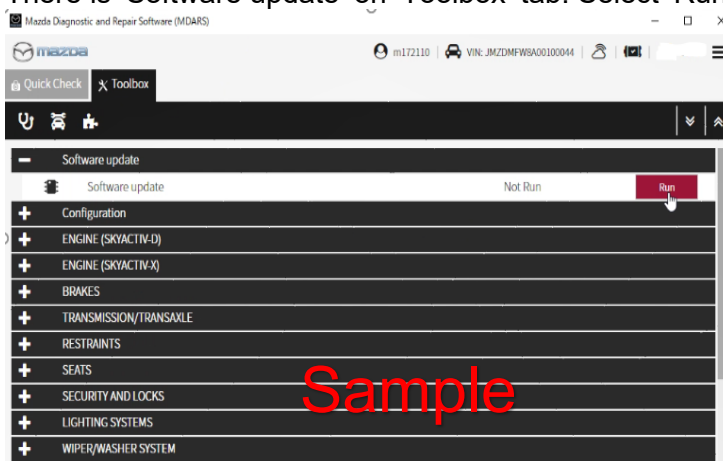 There is 'Software update' on 'Toolbox' tab. Select 'Run
Mazda Diagnostic and Repair Software (MDARS)
mazda
m172110 | VIN: JMZDMFW8A00100044
Quick Check
Toolbox
Software update
Software update Not Run Run
Configuration
ENGINE (SKYACTIV-D)
ENGINE (SKYACTIV-X)
BRAKES
TRANSMISSION/TRANSAXLE
RESTRAINTS
SEATS
SECURITY AND LOCKS
Sample
LIGHTING SYSTEMS
WIPER/WASHER SYSTEM